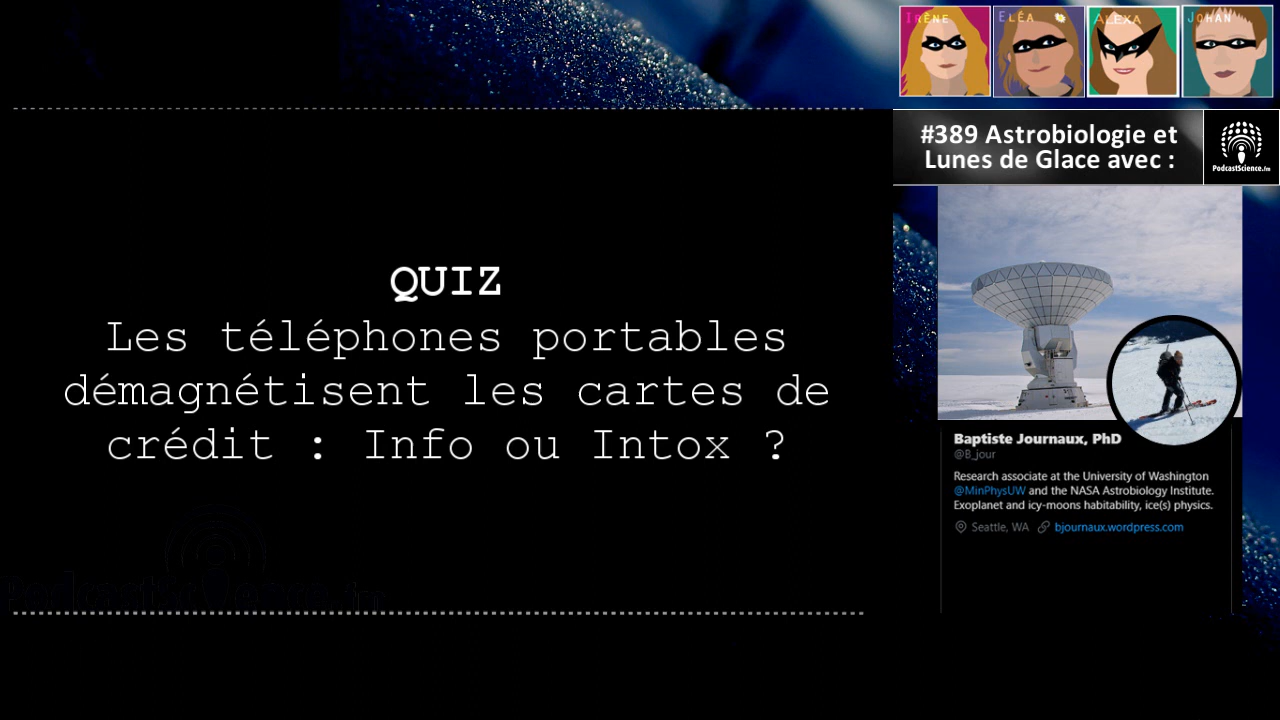 IRÈNE
ELÉA
ALEXA
JOHAN
#389 Astrobiologie et
Lunes de Glace avec :
PodcastScience.fm
QUIZ
Les téléphones portables
démagnétisent les cartes de
crédit : Info ou Intox ?
Baptiste Journaux, PhD
@B_jour
Research associate at the University of Washington
@MinPhysUW and the NASA Astrobiology Institute.
Exoplanet and icy-moons habitability, ice(s) physics.
Seattle, WA bjournaux.wordpress.com
PodcastScience.fm